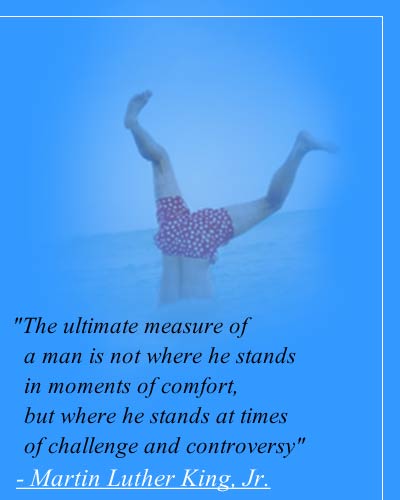 "The ultimate measure of
a man is not where he stands
in moments of comfort,
but where he stands at times
of challenge and controversy"
- Martin Luther King, Jr.